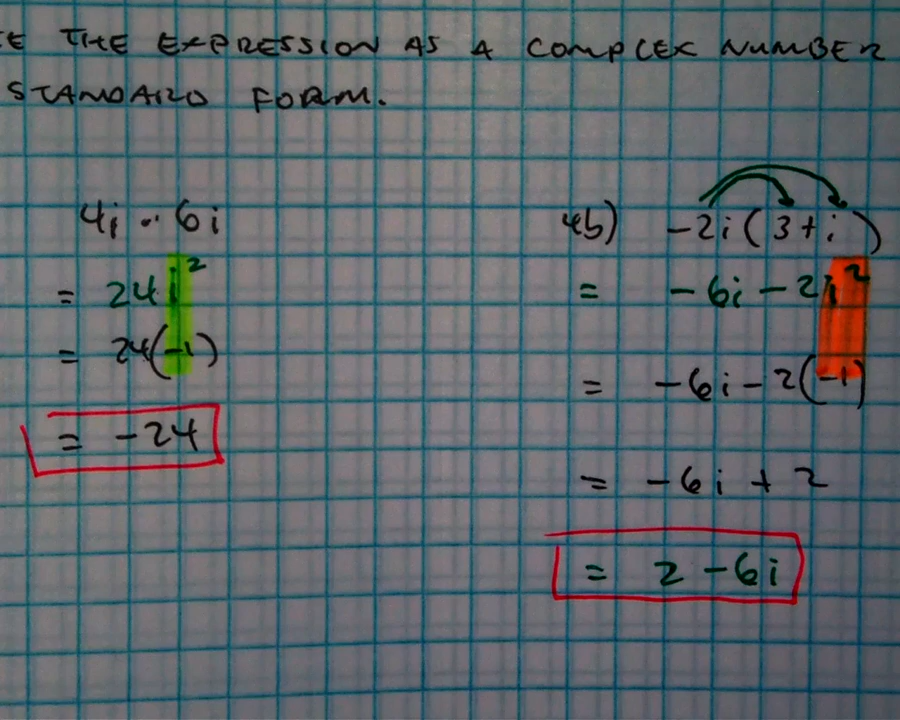 E THE EXPRESSION AS A COMPLEX NUMBER
STANDARD FORM.
4i · 6i
= 24i²
= 24(-1)
= -24
4b) -2i(3+i)
= -6i - 2i²
= -6i - 2(-1)
= -6i + 2
= 2 - 6i